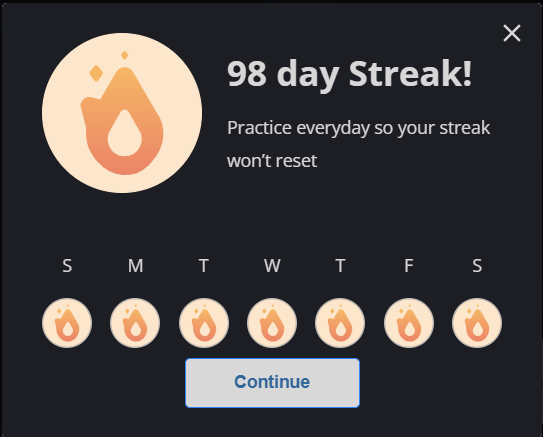 98 day Streak!
Practice everyday so your streak
won't reset
S M T W T F S
Continue